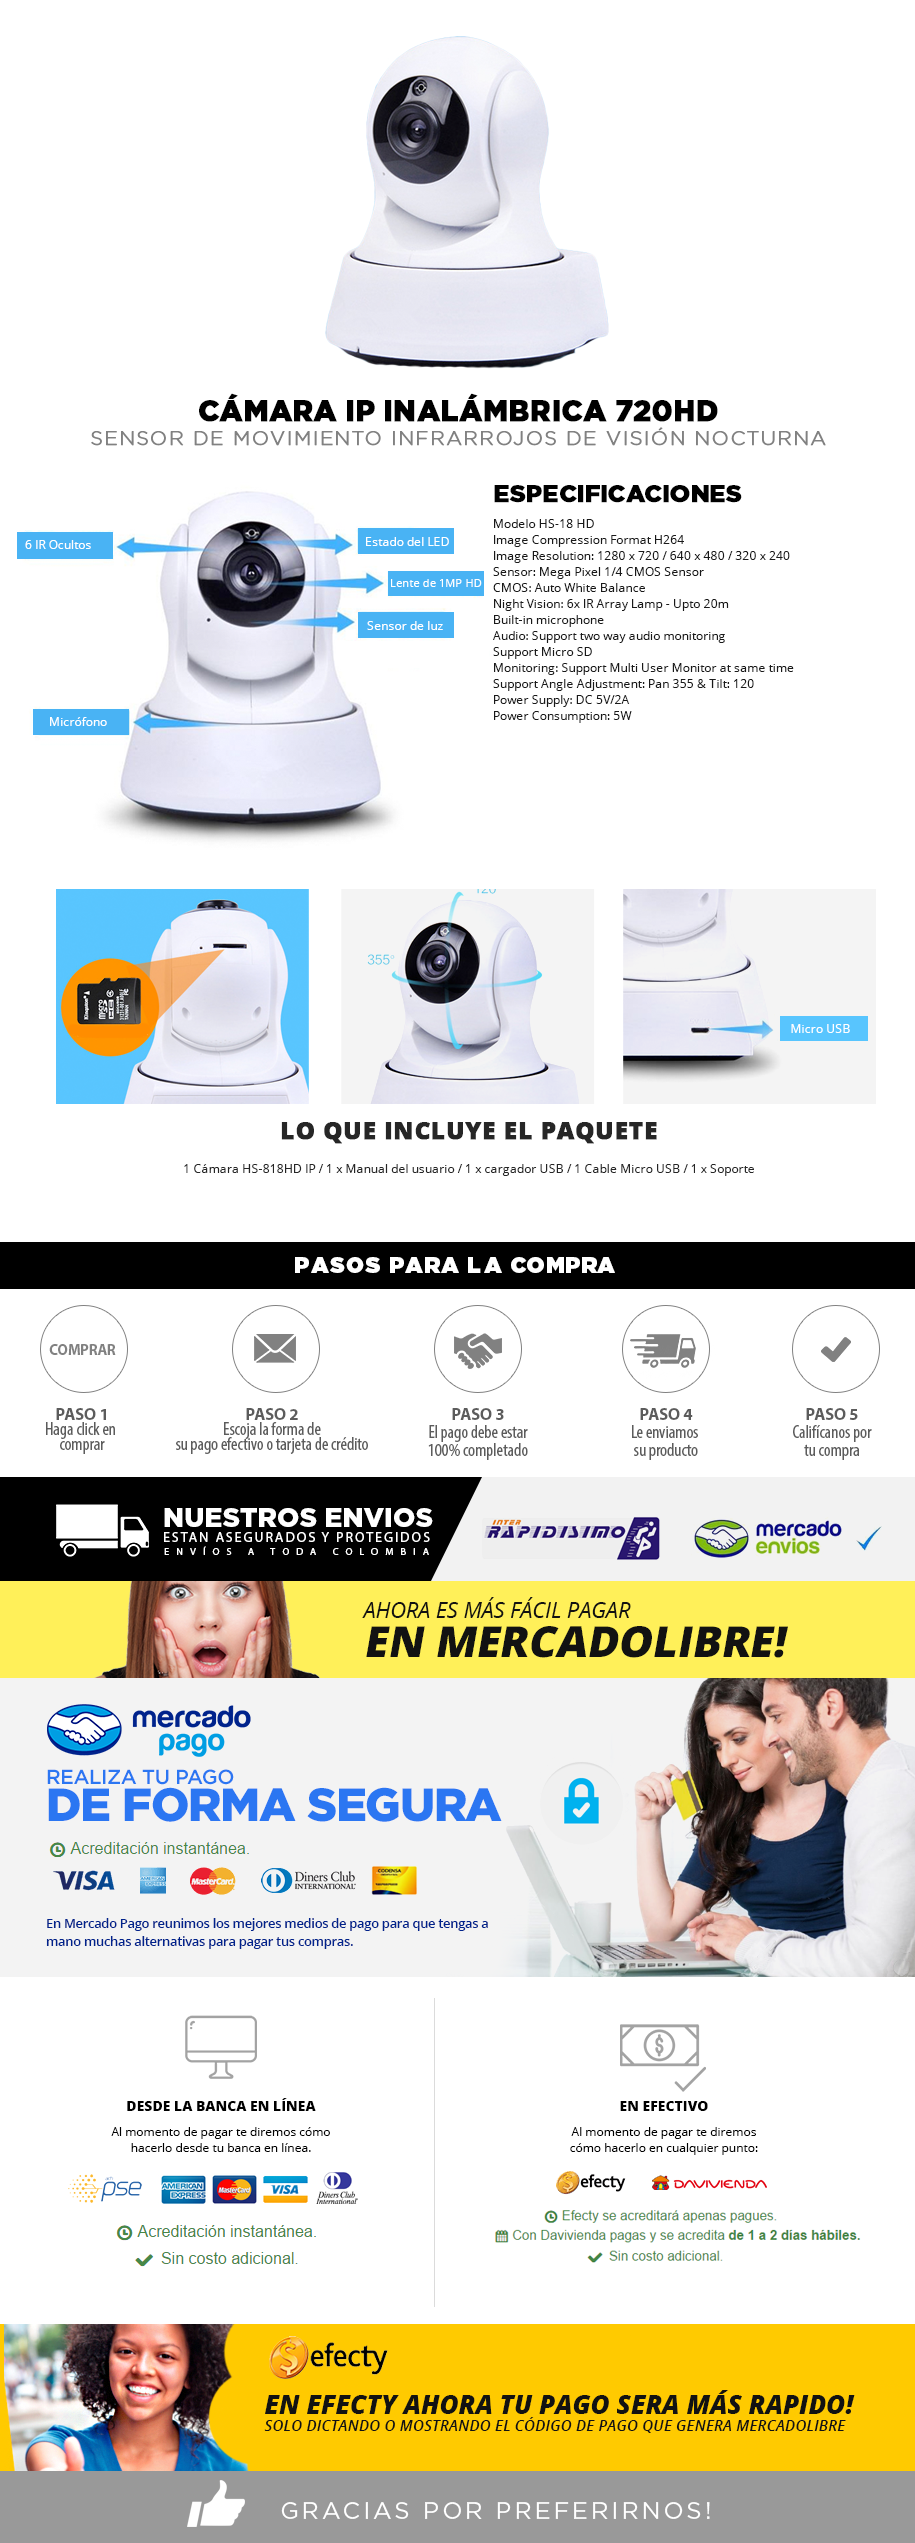 CÁMARA IP INALÁMBRICA 720HD
SENSOR DE MOVIMIENTO INFRARROJOS DE VISIÓN NOCTURNA
6 IR Ocultos
Estado del LED
Lente de 1MP HD
Sensor de luz
Micrófono
ESPECIFICACIONES
Modelo HS-18 HD
Image Compression Format H264
Image Resolution: 1280 x 720 / 640 x 480 / 320 x 240
Sensor: Mega Pixel 1/4 CMOS Sensor
CMOS: Auto White Balance
Night Vision: 6x IR Array Lamp - Upto 20m
Built-in microphone
Audio: Support two way audio monitoring
Support Micro SD
Monitoring: Support Multi User Monitor at same time
Support Angle Adjustment: Pan 355 & Tilt: 120
Power Supply: DC 5V/2A
Power Consumption: 5W
Kingston
micro
120
355°
Micro USB
LO QUE INCLUYE EL PAQUETE
1 Cámara HS-818HD IP / 1 x Manual del usuario / 1 x cargador USB / 1 Cable Micro USB / 1 x Soporte
PASOS PARA LA COMPRA
COMPRAR
PASO 1
Haga click en
comprar
PASO 2
Escoja la forma de
su pago efectivo o tarjeta de crédito
PASO 3
El pago debe estar
100% completado
PASO 4
Le enviamos
su producto
PASO 5
Califícanos por
tu compra
NUESTROS ENVIOS
ESTAN ASEGURADOS Y PROTEGIDOS
ENVÍOS A TODA COLOMBIA
INTER
RAPIDISIMO
mercado
envios
AHORA ES MÁS FÁCIL PAGAR
EN MERCADOLIBRE!
mercado
pago
REALIZA TU PAGO
DE FORMA SEGURA
Acreditación instantánea.
VISA
AMERICAN EXPRESS
MasterCard
Diners Club
INTERNATIONAL
CODENSA
En Mercado Pago reunimos los mejores medios de pago para que tengas a
mano muchas alternativas para pagar tus compras.
DESDE LA BANCA EN LÍNEA
Al momento de pagar te diremos cómo
hacerlo desde tu banca en línea.
pse
AMERICAN EXPRESS
MasterCard
VISA
Diners Club
International
Acreditación instantánea.
Sin costo adicional.
EN EFECTIVO
Al momento de pagar te diremos
cómo hacerlo en cualquier punto:
efecty
DAVIVIENDA
Efecty se acreditará apenas pagues.
Con Davivienda pagas y se acredita de 1 a 2 días hábiles.
Sin costo adicional.
efecty
EN EFECTY AHORA TU PAGO SERA MÁS RAPIDO!
SOLO DICTANDO O MOSTRANDO EL CÓDIGO DE PAGO QUE GENERA MERCADOLIBRE
GRACIAS POR PREFERIRNOS!